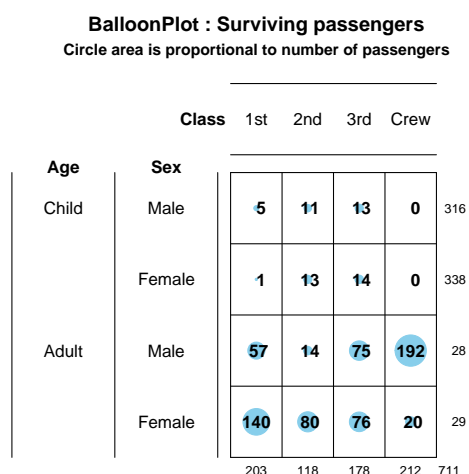 BalloonPlot : Surviving passengers
Circle area is proportional to number of passengers
Class 1st 2nd 3rd Crew
Age Sex
Child Male 5 11 13 0 316
Female 1 13 14 0 338
Adult Male 57 14 75 192 28
Female 140 80 76 20 29
203 118 178 212 711